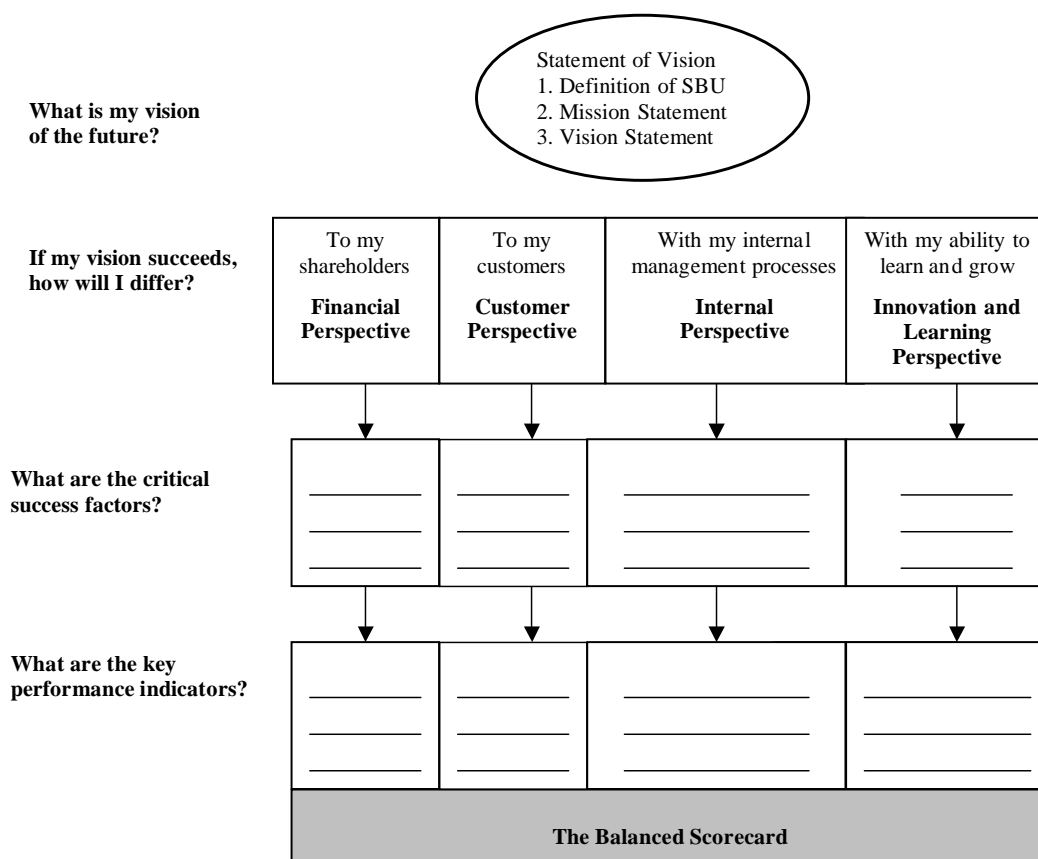 Statement of Vision
1. Definition of SBU
2. Mission Statement
3. Vision Statement
What is my vision
of the future?
If my vision succeeds,
how will I differ?
To my
shareholders
Financial
Perspective
To my
customers
Customer
Perspective
With my internal
management processes
Internal
Perspective
With my ability to
learn and grow
Innovation and
Learning
Perspective
What are the critical
success factors?
What are the key
performance indicators?
The Balanced Scorecard